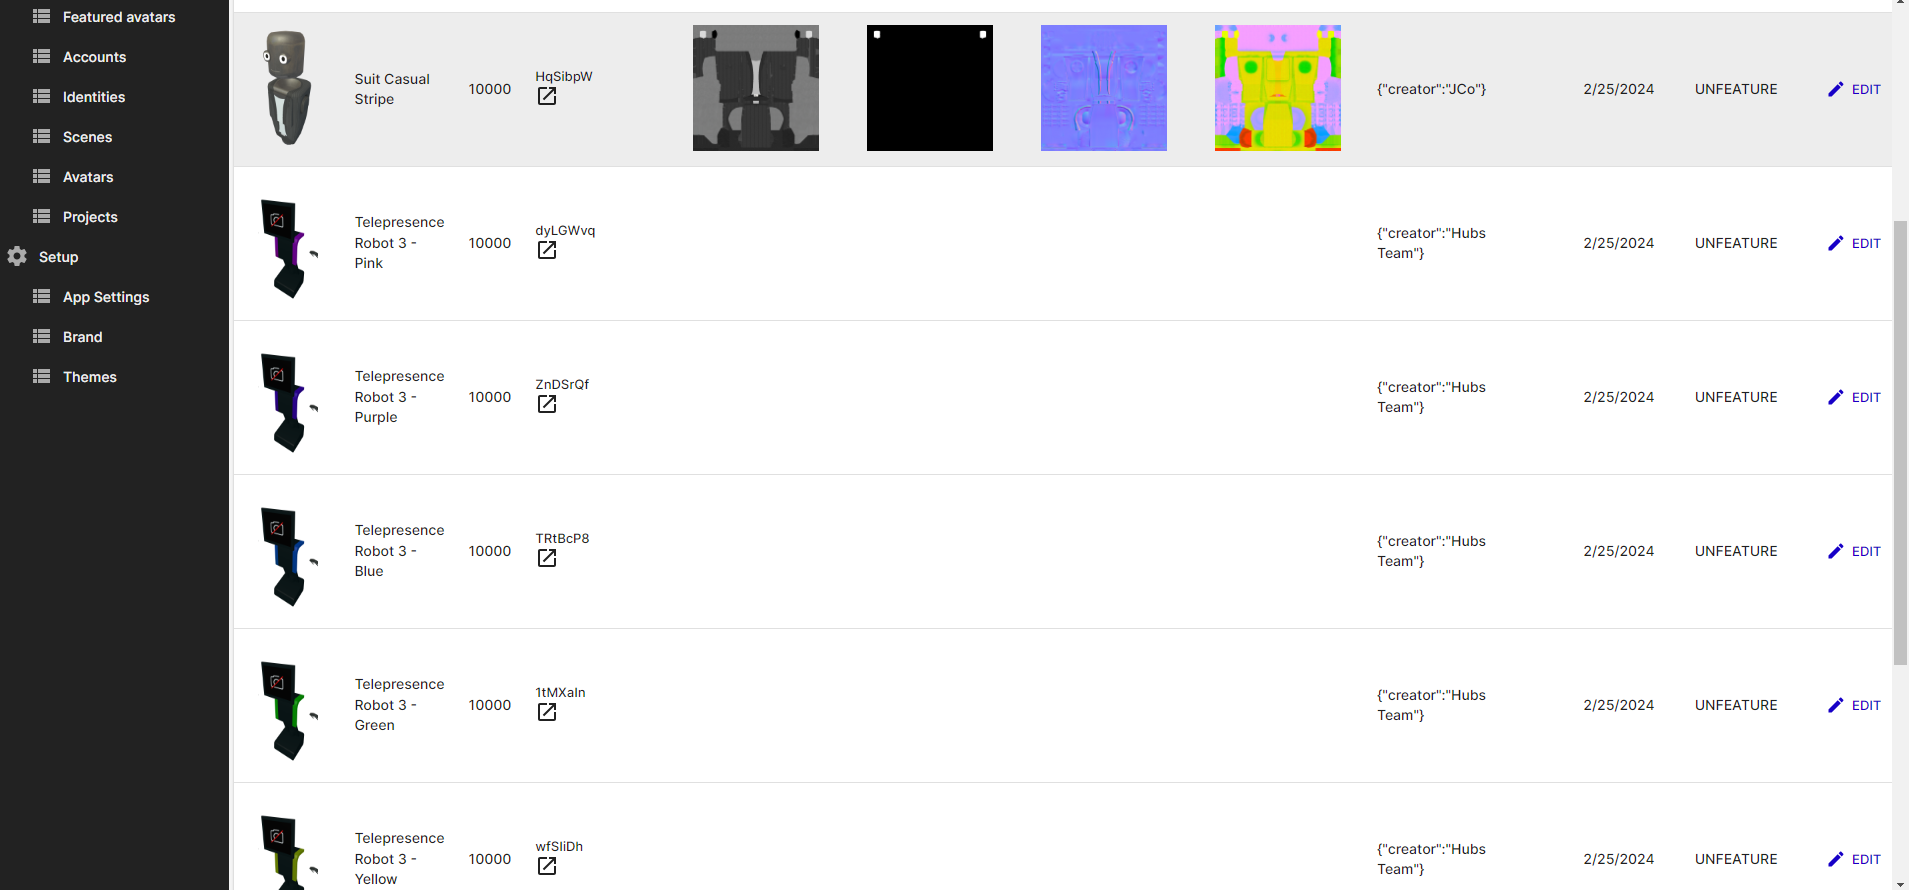 Featured avatars
Accounts
Identities
Scenes
Avatars
Projects
Setup
App Settings
Brand
Themes
Suit Casual
Stripe
10000
HqSibpW
{"creator":"JCo"}
2/25/2024
UNFEATURE
EDIT
Telepresence
Robot 3 -
Pink
10000
dyLGWvq
{"creator":"Hubs
Team"}
2/25/2024
UNFEATURE
EDIT
Telepresence
Robot 3 -
Purple
10000
ZnDSrQf
{"creator":"Hubs
Team"}
2/25/2024
UNFEATURE
EDIT
Telepresence
Robot 3 -
Blue
10000
TRtBcP8
{"creator":"Hubs
Team"}
2/25/2024
UNFEATURE
EDIT
Telepresence
Robot 3 -
Green
10000
1tMXaIn
{"creator":"Hubs
Team"}
2/25/2024
UNFEATURE
EDIT
Telepresence
Robot 3 -
Yellow
10000
wfSIiDh
{"creator":"Hubs
Team"}
2/25/2024
UNFEATURE
EDIT